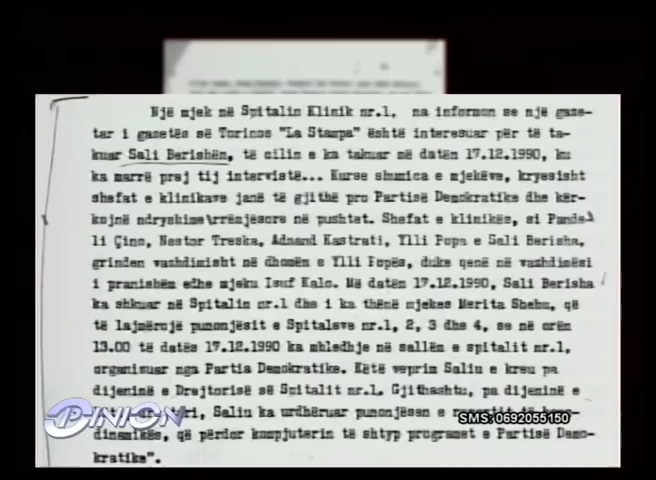 Një mjek në Spitalin Klinik nr.1, na informon se një gaze-
tar i gazetës së Torinos "La Stampa" është interesuar për të ta-
kuar Sali Berishën, të cilin e ka takuar në datën 17.12.1990, ku
ka marrë prej tij intervistë... Kurse shumica e mjekëve, kryesisht
shefat e klinikave janë të gjithë pro Partisë Demokratike dhe kër-
kojnë ndryshime rrënjësore në pushtet. Shefat e klinikës, si Pande-
li Çino, Nestor Treska, Adnand Kastrati, Ylli Popa e Sali Berisha,
grinden vazhdimisht në dhomën e Ylli Popës, duke qenë në vazhdimësi
i pranishëm edhe mjeku Isuf Kalo. Në datën 17.12.1990, Sali Berisha
ka shkuar në Spitalin nr.1 dhe i ka thënë mjekes Merita Shehu, që
të lajmërojë punonjësit e Spitaleve nr.1, 2, 3 dhe 4, se në orën
13.00 të datës 17.12.1990 ka mbledhje në sallën e spitalit nr.1,
organizuar nga Partia Demokratike. Këtë veprim Saliu e kreu pa
dijeninë e Drejtorisë së Spitalit nr.1. Gjithashtu, pa dijeninë e
Saliu ka urdhëruar punonjësen e
OPINION
SMS:0692055150
dinamikës, që përdor kompjuterin të shtyp programet e Partisë Demo-
kratike".